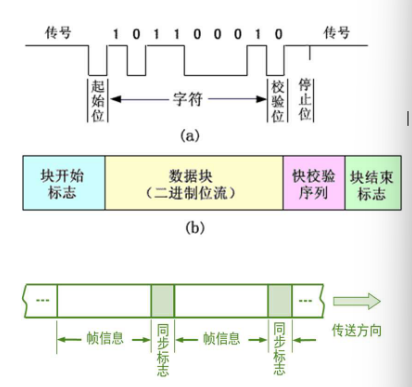 传号 1 0 1 1 0 0 0 1 0 传号
起始位
字符
校验位
停止位
(a)
块开始标志
数据块
(二进制位流)
快校验序列
块结束标志
(b)
帧信息
同步标志
帧信息
同步标志
传送方向